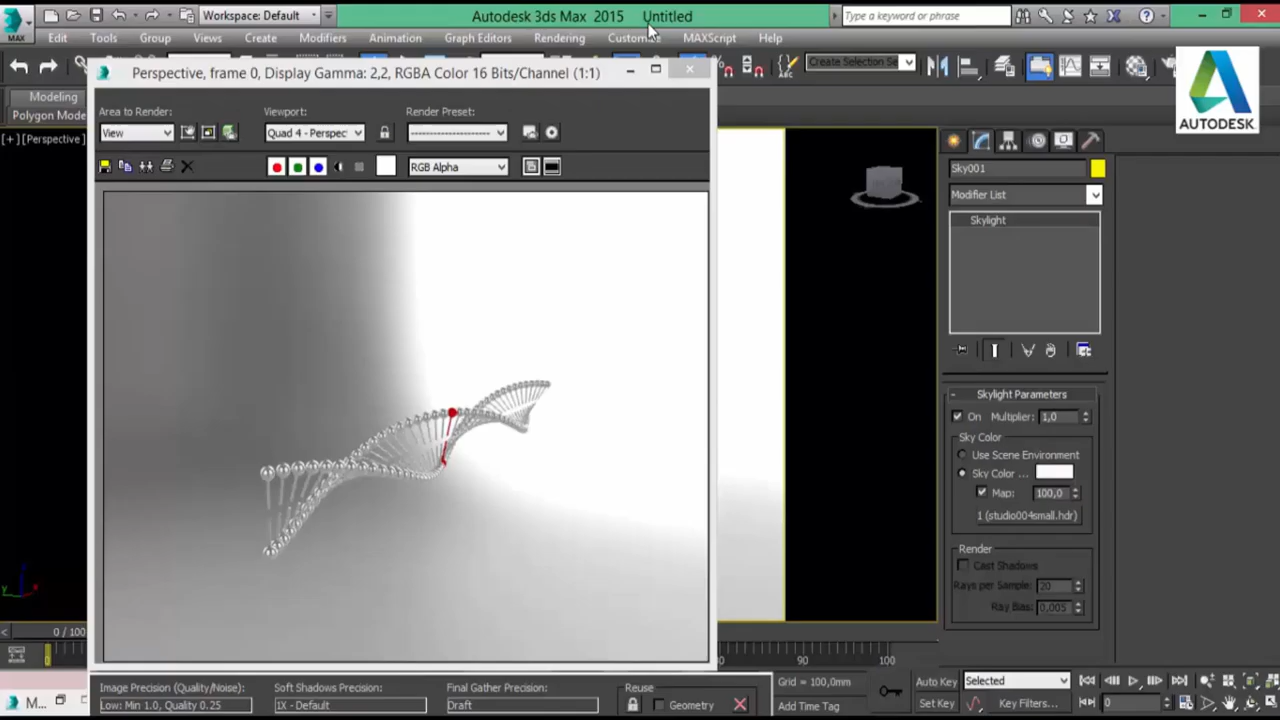 MAX
Workspace: Default
Autodesk 3ds Max 2015 Untitled
Type a keyword or phrase
Edit Tools Group Views Create Modifiers Animation Graph Editors Rendering Customize MAXScript Help
Perspective, frame 0, Display Gamma: 2,2, RGBA Color 16 Bits/Channel (1:1)
Create Selection Se
AUTODESK
Modeling
Polygon Mode
[+][Perspective]
Area to Render:
Viewport:
Render Preset:
View
Quad 4 - Perspec
RGB Alpha
Sky001
Modifier List
Skylight
- Skylight Parameters
On Multiplier: 1,0
Sky Color
Use Scene Environment
Sky Color ...
Map: 100,0
1 (studio004small.hdr)
Render
Cast Shadows
Rays per Sample: 20
Ray Bias: 0,005
0 / 100
90
100
Image Precision (Quality/Noise):
Soft Shadows Precision:
Final Gather Precision:
Reuse
Low: Min 1.0, Quality 0.25
1X - Default
Draft
Geometry
Grid = 100,0mm
Add Time Tag
Auto Key
Selected
Set Key
Key Filters...
0
M...